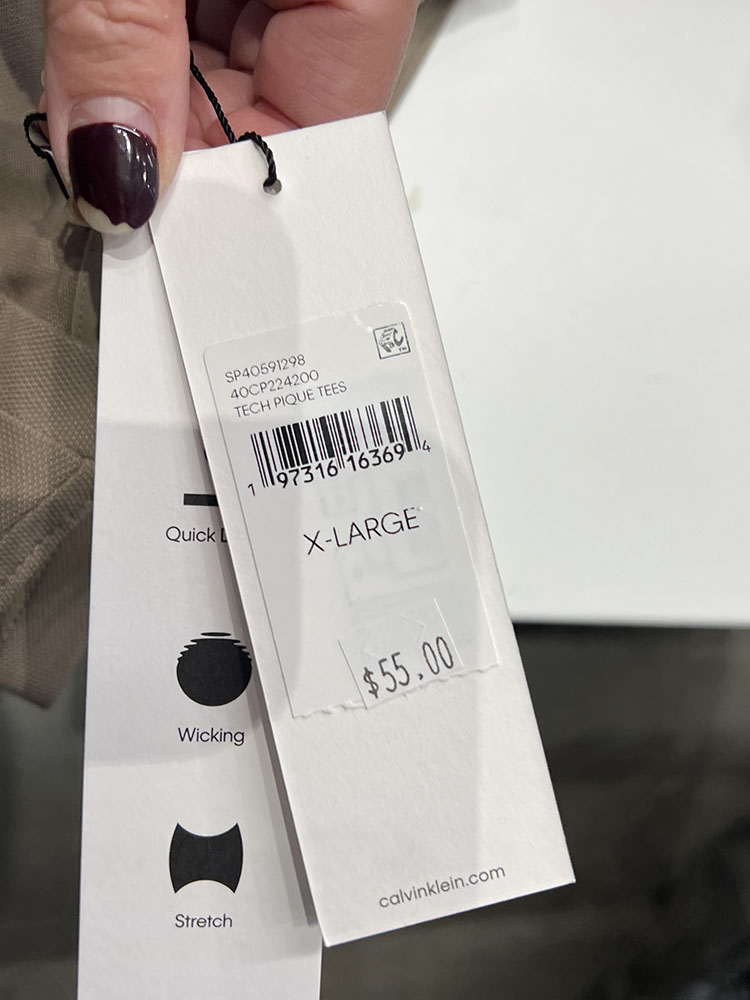 SP40591298
40CP224200
TECH PIQUE TEES
1 97316 16369 4
X-LARGE
$55.00
calvinklein.com
Quick
Wicking
Stretch